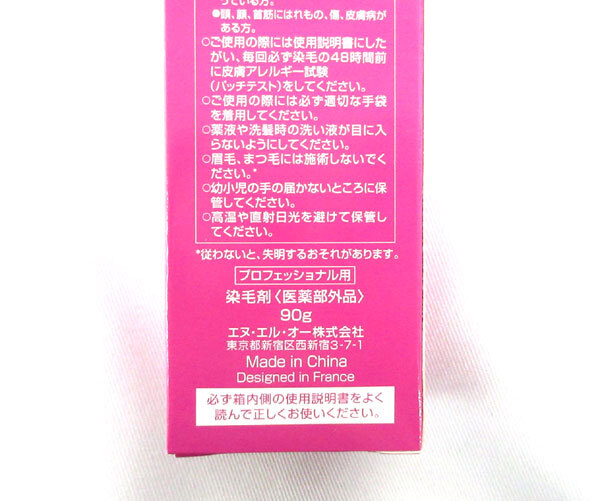 っている方。
●頭、顔、首筋にはれもの、傷、皮膚病が
ある方。
○ご使用の際には使用説明書にした
がい、毎回必ず染毛の48時間前
に皮膚アレルギー試験
(パッチテスト)をしてください。
○ご使用の際には必ず適切な手袋
を着用してください。
○薬液や洗髪時の洗い液が目に入
らないようにしてください。
○眉毛、まつ毛には施術しないでく
ださい。*
○幼小児の手の届かないところに保
管してください。
○高温や直射日光を避けて保管し
てください。
*従わないと、失明するおそれがあります。
プロフェッショナル用
染毛剤〈医薬部外品〉
90g
エヌ・エル・オー株式会社
東京都新宿区西新宿3-7-1
Made in China
Designed in France
必ず箱内側の使用説明書をよく
読んで正しくお使いください。